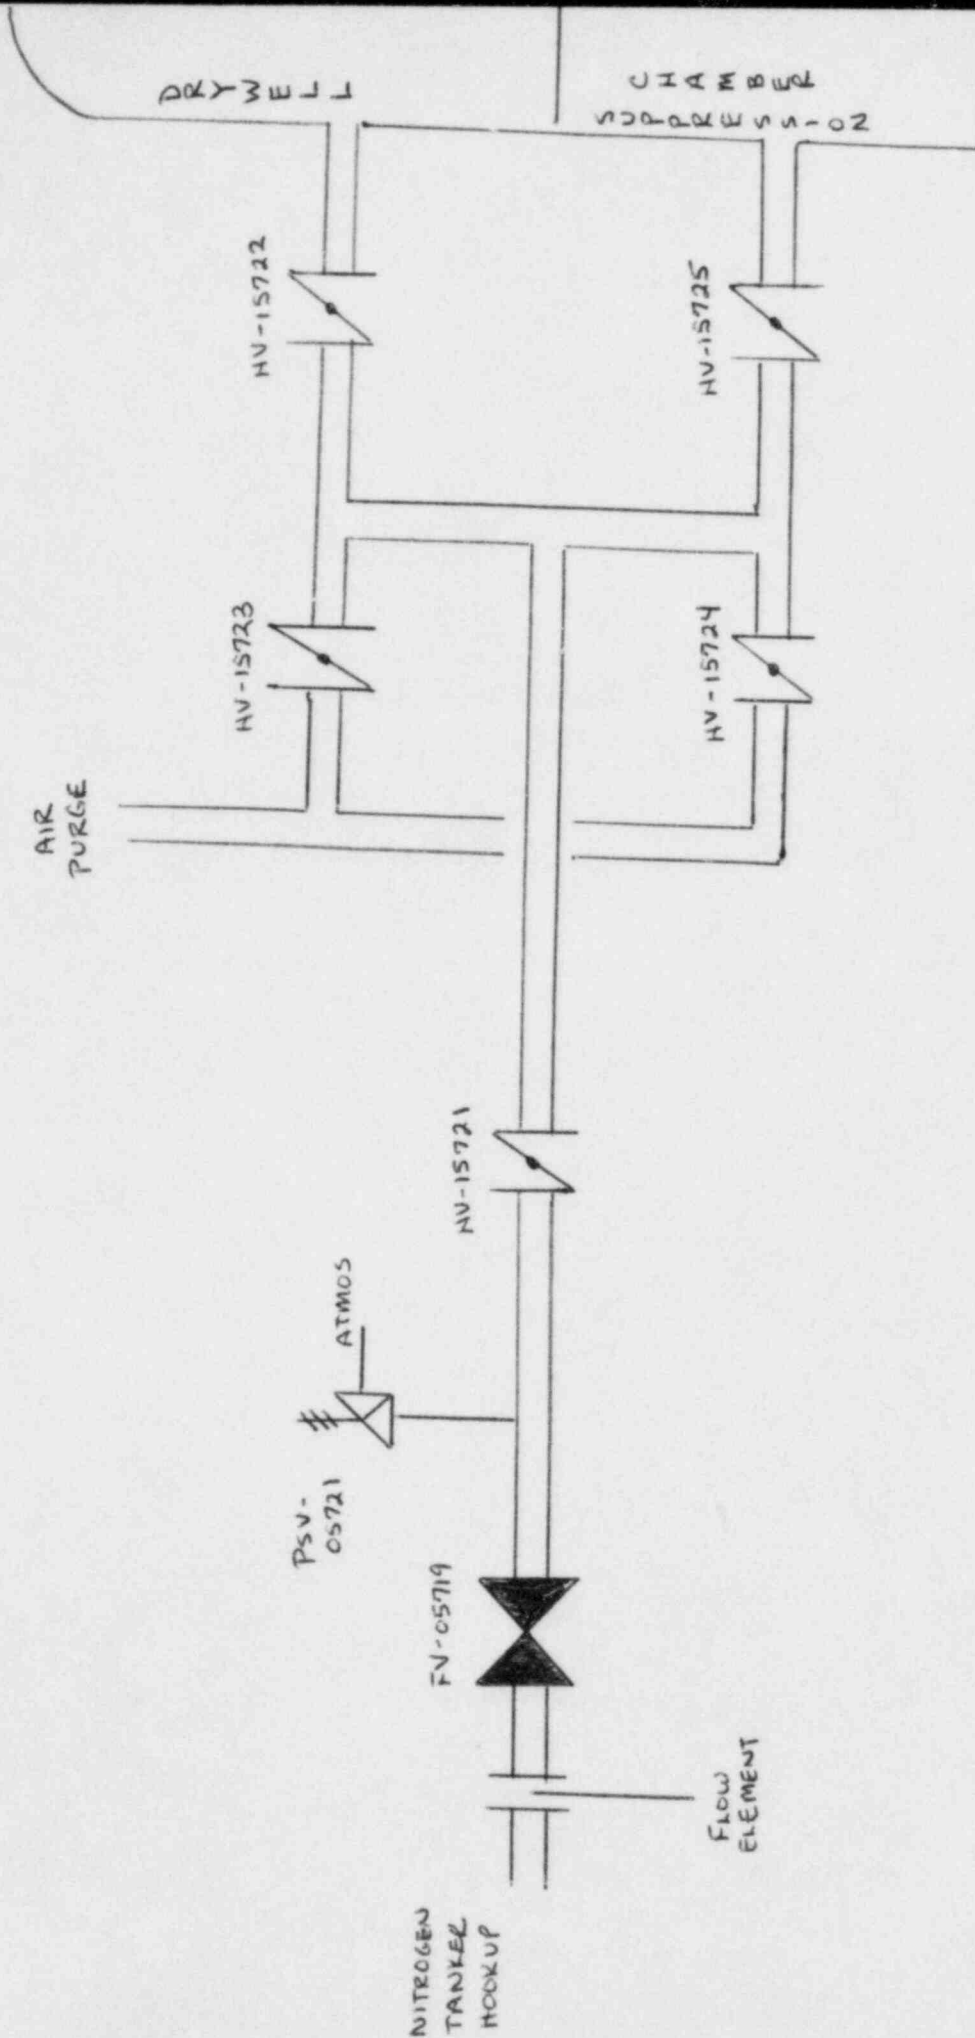 NITROGEN
TANKER
HOOKUP
FLOW
ELEMENT
FV-05719
PSV-
05721
ATMOS
HV-15721
AIR
PURGE
HV-15723
HV-15724
HV-15722
HV-15725
DRYWELL
SUPPRESSION
CHAMBER